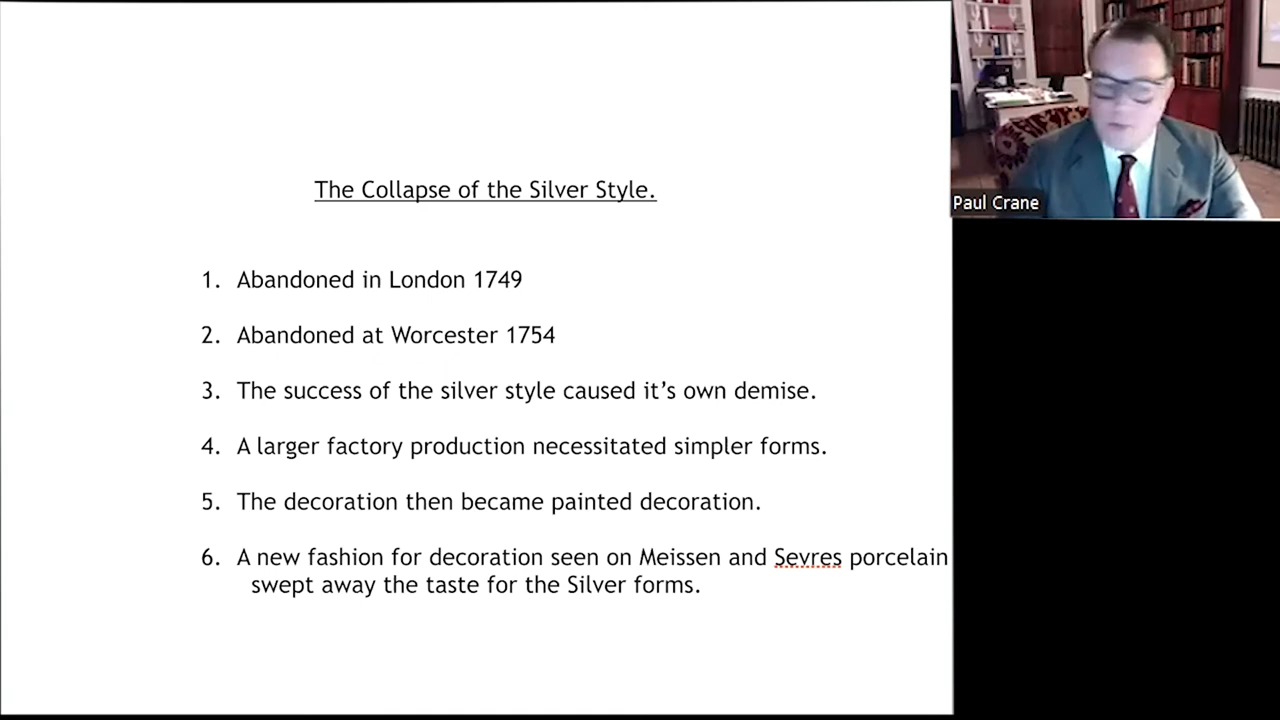 The Collapse of the Silver Style.
1. Abandoned in London 1749
2. Abandoned at Worcester 1754
3. The success of the silver style caused it’s own demise.
4. A larger factory production necessitated simpler forms.
5. The decoration then became painted decoration.
6. A new fashion for decoration seen on Meissen and Sevres porcelain
swept away the taste for the Silver forms.
Paul Crane